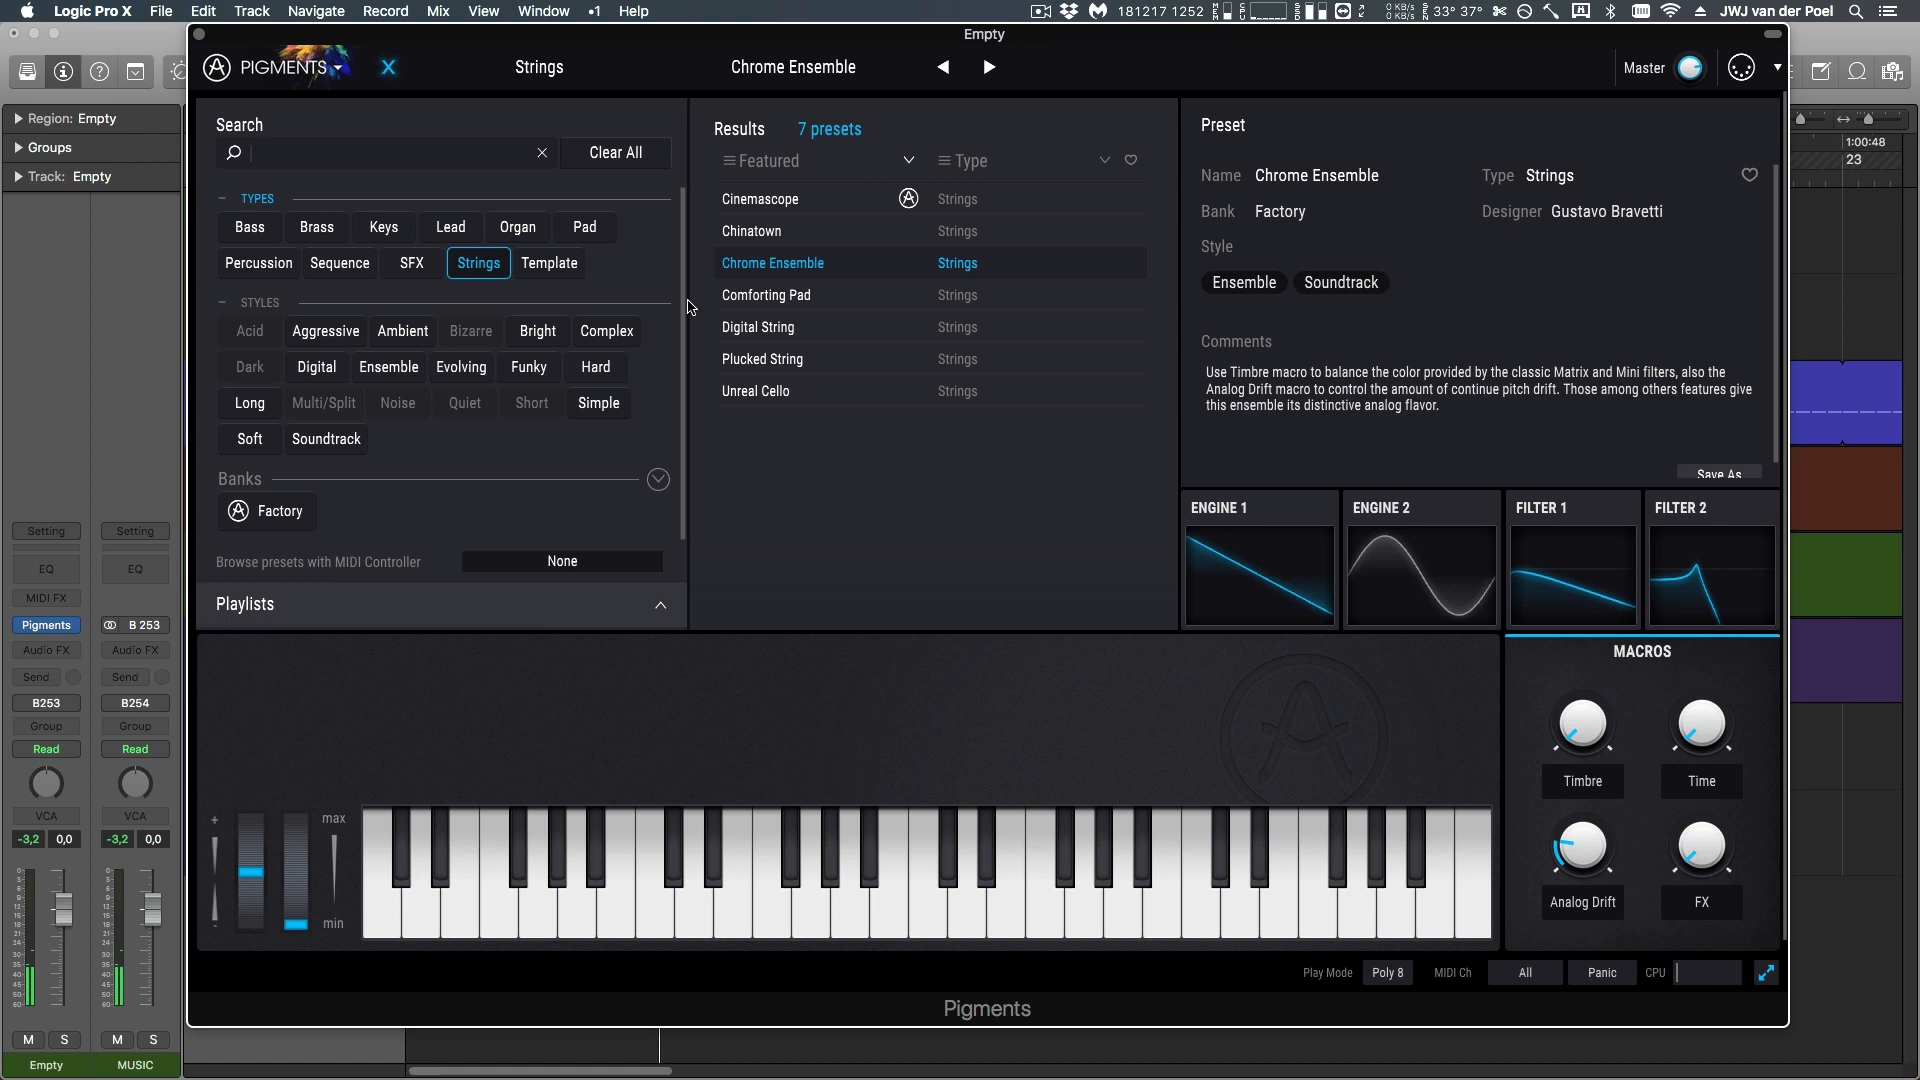 Logic Pro X File Edit Track Navigate Record Mix View Window •1 Help
181217 1252 0 KB/s 0 KB/s 33° 37° JWJ van der Poel
Empty
PIGMENTS X Strings Chrome Ensemble Master
Region: Empty
Groups
Track: Empty
1:00:48
23
Search
Clear All
TYPES
Bass Brass Keys Lead Organ Pad
Percussion Sequence SFX Strings Template
STYLES
Acid Aggressive Ambient Bizarre Bright Complex
Dark Digital Ensemble Evolving Funky Hard
Long Multi/Split Noise Quiet Short Simple
Soft Soundtrack
Banks
Factory
Browse presets with MIDI Controller None
Playlists
Results 7 presets
Featured Type
Cinemascope Strings
Chinatown Strings
Chrome Ensemble Strings
Comforting Pad Strings
Digital String Strings
Plucked String Strings
Unreal Cello Strings
Preset
Name Chrome Ensemble Type Strings
Bank Factory Designer Gustavo Bravetti
Style
Ensemble Soundtrack
Comments
Use Timbre macro to balance the color provided by the classic Matrix and Mini filters, also the
Analog Drift macro to control the amount of continue pitch drift. Those among others features give
this ensemble its distinctive analog flavor.
Save As
ENGINE 1 ENGINE 2 FILTER 1 FILTER 2
MACROS
Timbre Time
Analog Drift FX
+ max
- min
Play Mode Poly 8 MIDI Ch All Panic CPU
Pigments
Setting Setting
EQ EQ
MIDI FX
Pigments B 253
Audio FX Audio FX
Send Send
B253 B254
Group Group
Read Read
VCA VCA
-3,2 0,0 -3,2 0,0
M S M S
Empty MUSIC